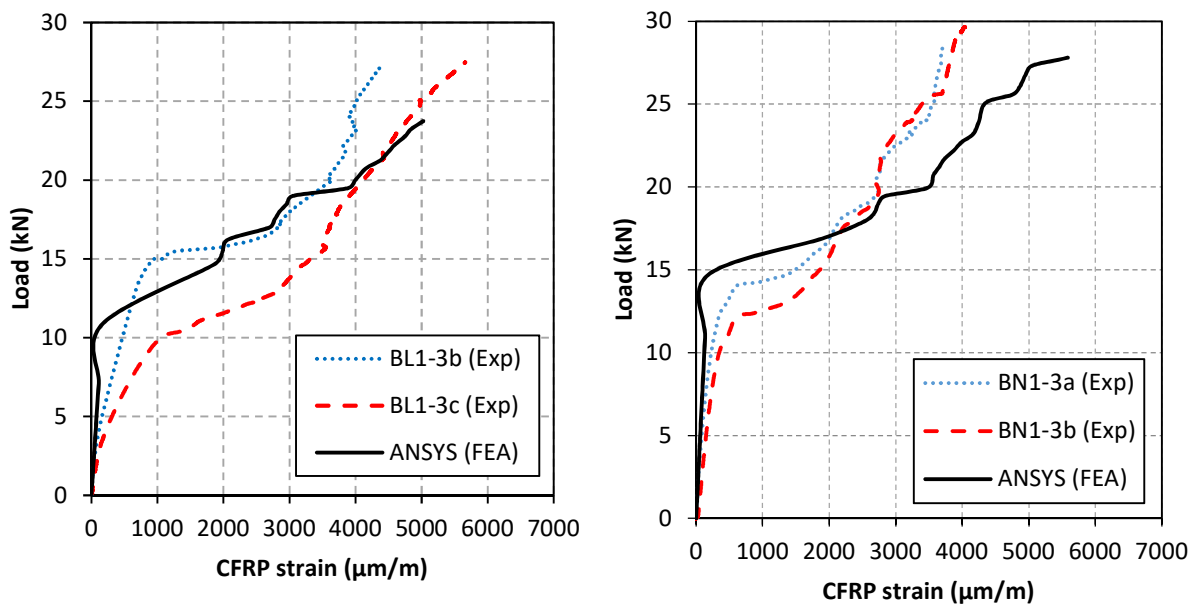 30
25
20
15
10
5
0
Load (kN)
0 1000 2000 3000 4000 5000 6000 7000
CFRP strain (μm/m)
BL1-3b (Exp)
BL1-3c (Exp)
ANSYS (FEA)
30
25
20
15
10
5
0
Load (kN)
0 1000 2000 3000 4000 5000 6000 7000
CFRP strain (μm/m)
BN1-3a (Exp)
BN1-3b (Exp)
ANSYS (FEA)